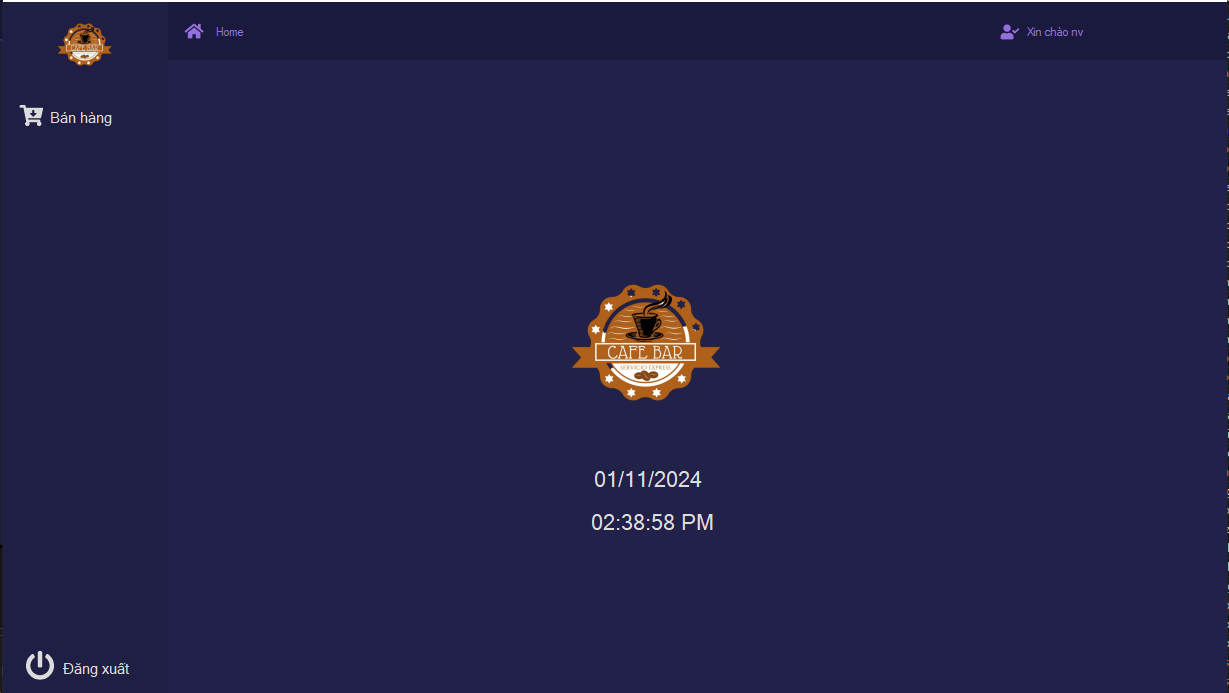 CAFE BAR
Home
Xin chào nv
Bán hàng
CAFE BAR
SERVICIO EXPRESS
01/11/2024
02:38:58 PM
Đăng xuất